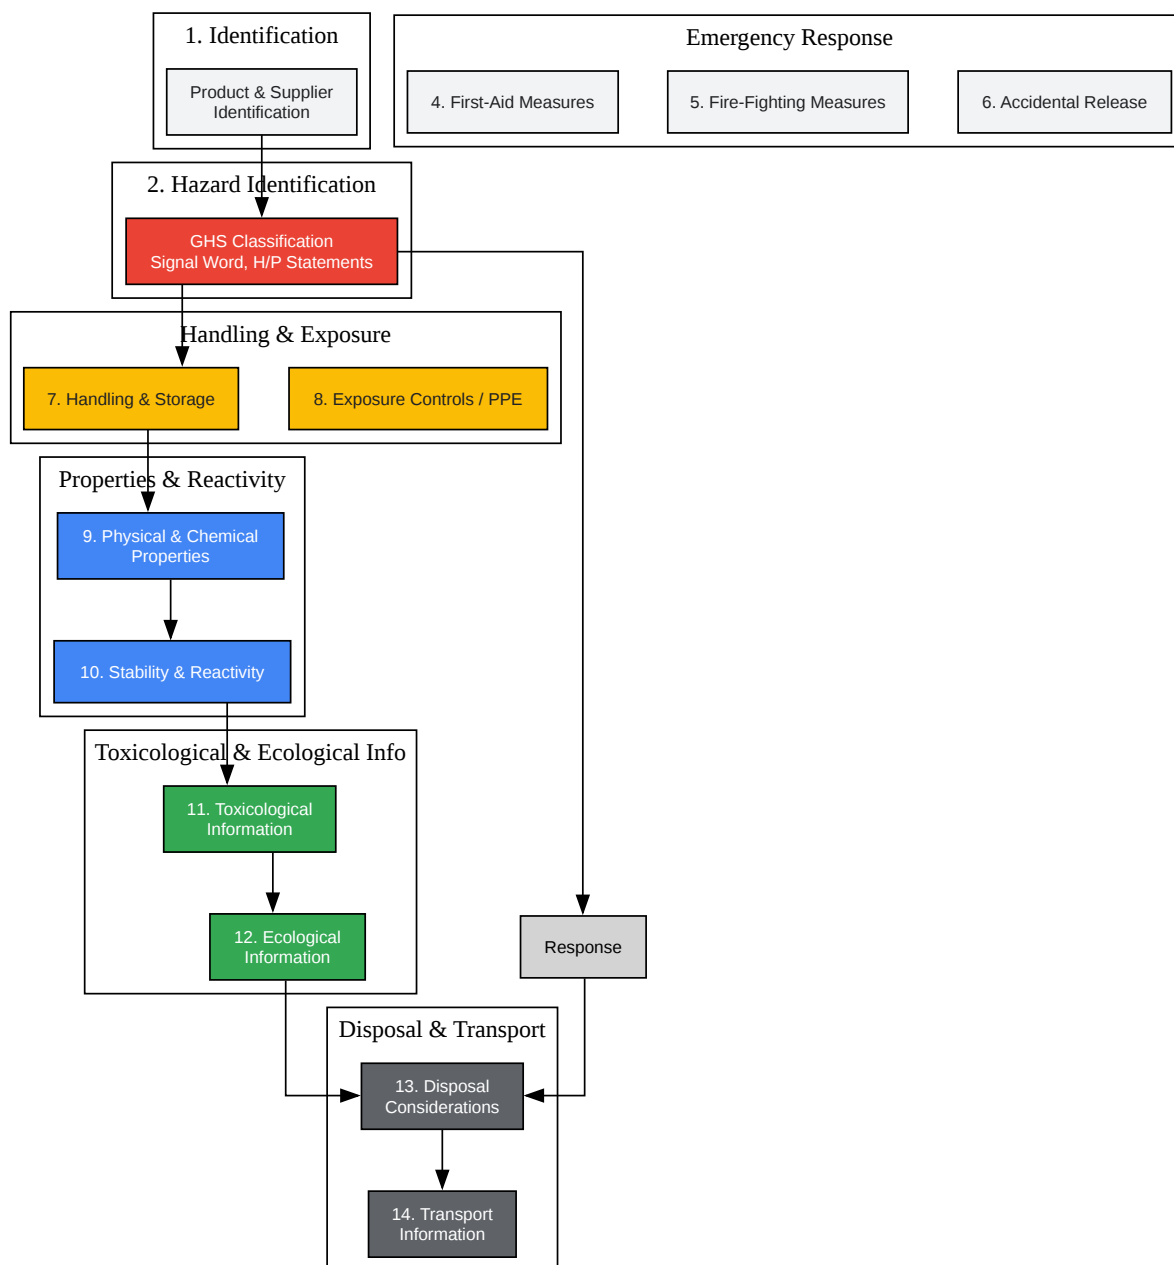 1. Identification
Product & Supplier
Identification
Emergency Response
4. First-Aid Measures
5. Fire-Fighting Measures
6. Accidental Release
2. Hazard Identification
GHS Classification
Signal Word, H/P Statements
Handling & Exposure
7. Handling & Storage
8. Exposure Controls / PPE
Properties & Reactivity
9. Physical & Chemical
Properties
10. Stability & Reactivity
Toxicological & Ecological Info
11. Toxicological
Information
12. Ecological
Information
Response
Disposal & Transport
13. Disposal
Considerations
14. Transport
Information